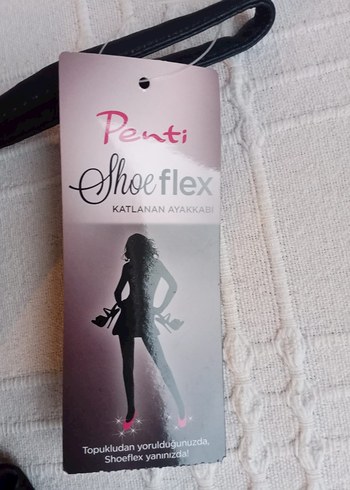 Penti
Shoeflex
KATLANAN AYAKKABI
Topukludan yorulduğunuzda,
Shoeflex yanınızda!